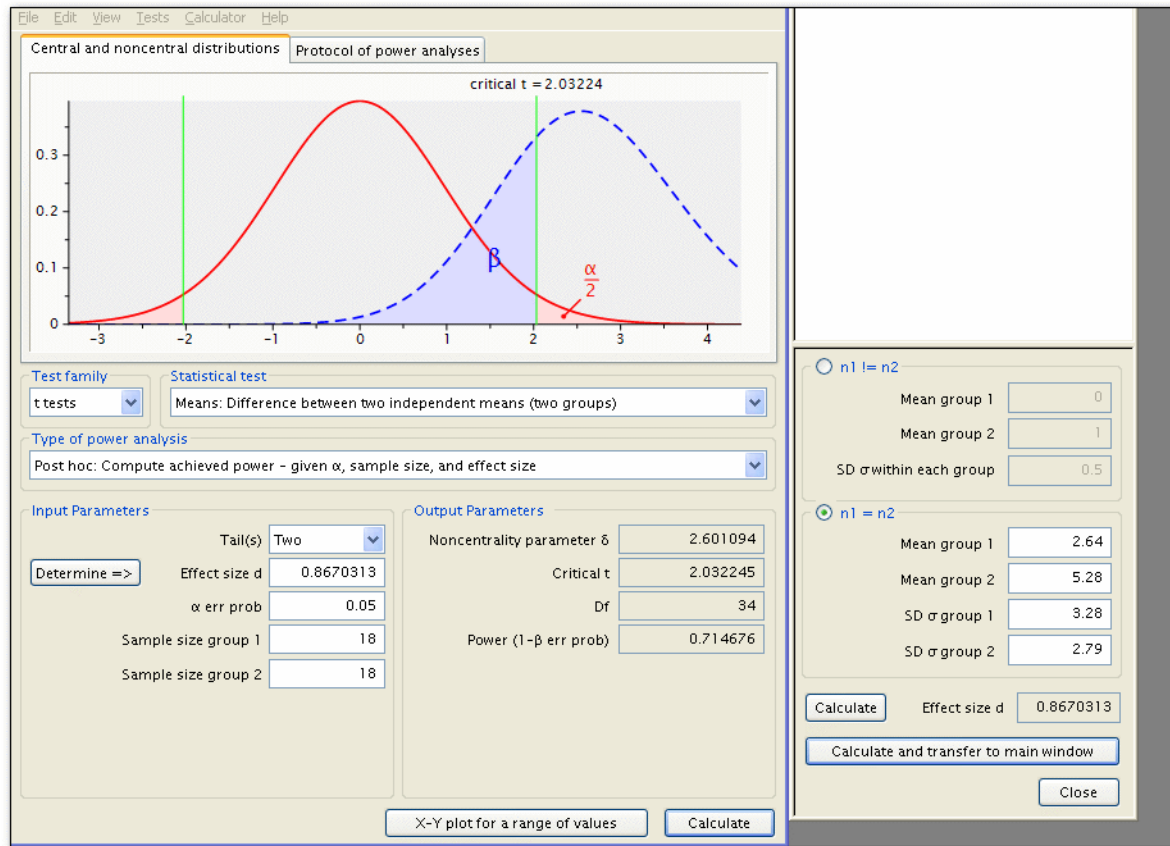 File Edit View Tests Calculator Help
Central and noncentral distributions Protocol of power analyses
critical t = 2.03224
0.3
0.2
0.1
0
β
α
2
-3 -2 -1 0 1 2 3 4
Test family
t tests
Statistical test
Means: Difference between two independent means (two groups)
Type of power analysis
Post hoc: Compute achieved power – given α, sample size, and effect size
Input Parameters
Tail(s) Two
Determine => Effect size d 0.8670313
α err prob 0.05
Sample size group 1 18
Sample size group 2 18
Output Parameters
Noncentrality parameter δ 2.601094
Critical t 2.032245
Df 34
Power (1-β err prob) 0.714676
X-Y plot for a range of values Calculate
n1 != n2
Mean group 1 0
Mean group 2 1
SD σ within each group 0.5
n1 = n2
Mean group 1 2.64
Mean group 2 5.28
SD σ group 1 3.28
SD σ group 2 2.79
Calculate Effect size d 0.8670313
Calculate and transfer to main window
Close